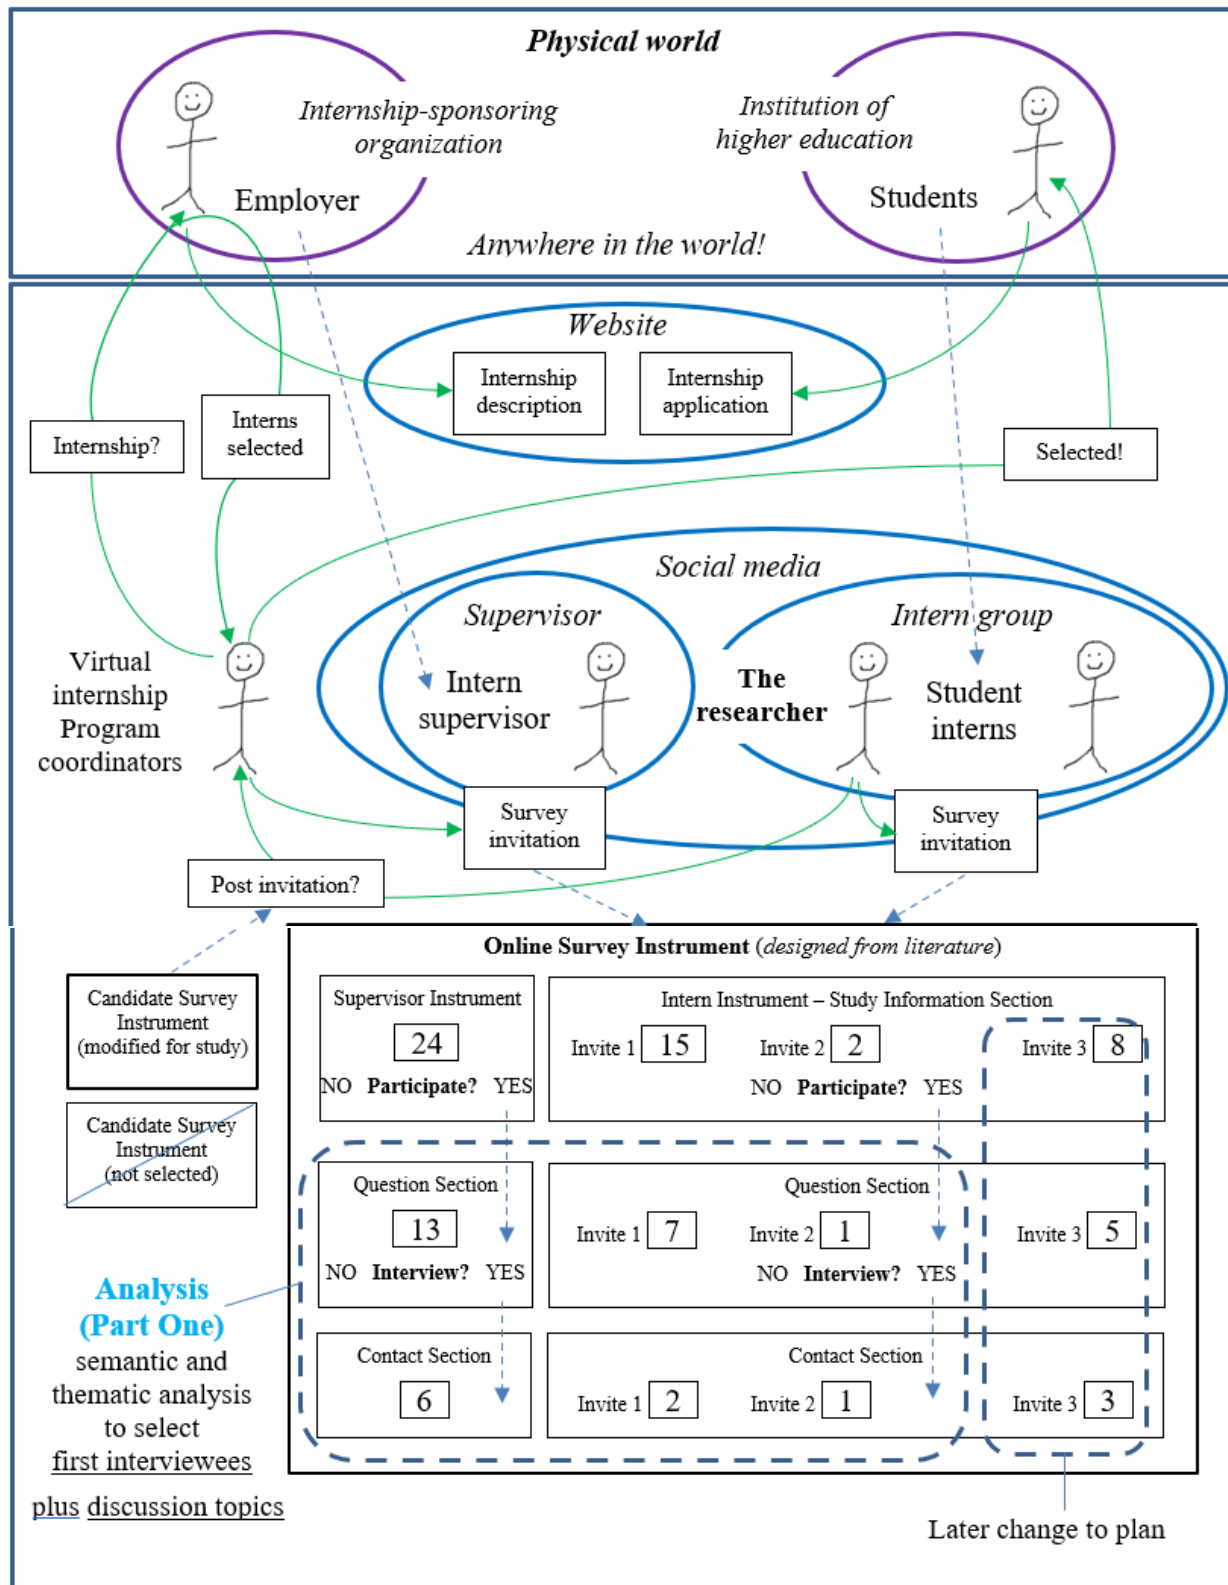 Physical world
Internship-sponsoring
organization
Institution of
higher education
Employer
Students
Anywhere in the world!
Website
Internship
description
Internship
application
Internship?
Interns
selected
Selected!
Social media
Supervisor
Intern group
Virtual
internship
Program
coordinators
Intern
supervisor
The
researcher
Student
interns
Survey
invitation
Survey
invitation
Post invitation?
Online Survey Instrument (designed from literature)
Candidate Survey
Instrument
(modified for study)
Candidate Survey
Instrument
(not selected)
Supervisor Instrument
24
NO Participate? YES
Intern Instrument – Study Information Section
Invite 1 15 Invite 2 2 Invite 3 8
NO Participate? YES
Question Section
13
NO Interview? YES
Question Section
Invite 1 7 Invite 2 1 Invite 3 5
NO Interview? YES
Contact Section
6
Contact Section
Invite 1 2 Invite 2 1 Invite 3 3
Analysis
(Part One)
semantic and
thematic analysis
to select
first interviewees
plus discussion topics
Later change to plan